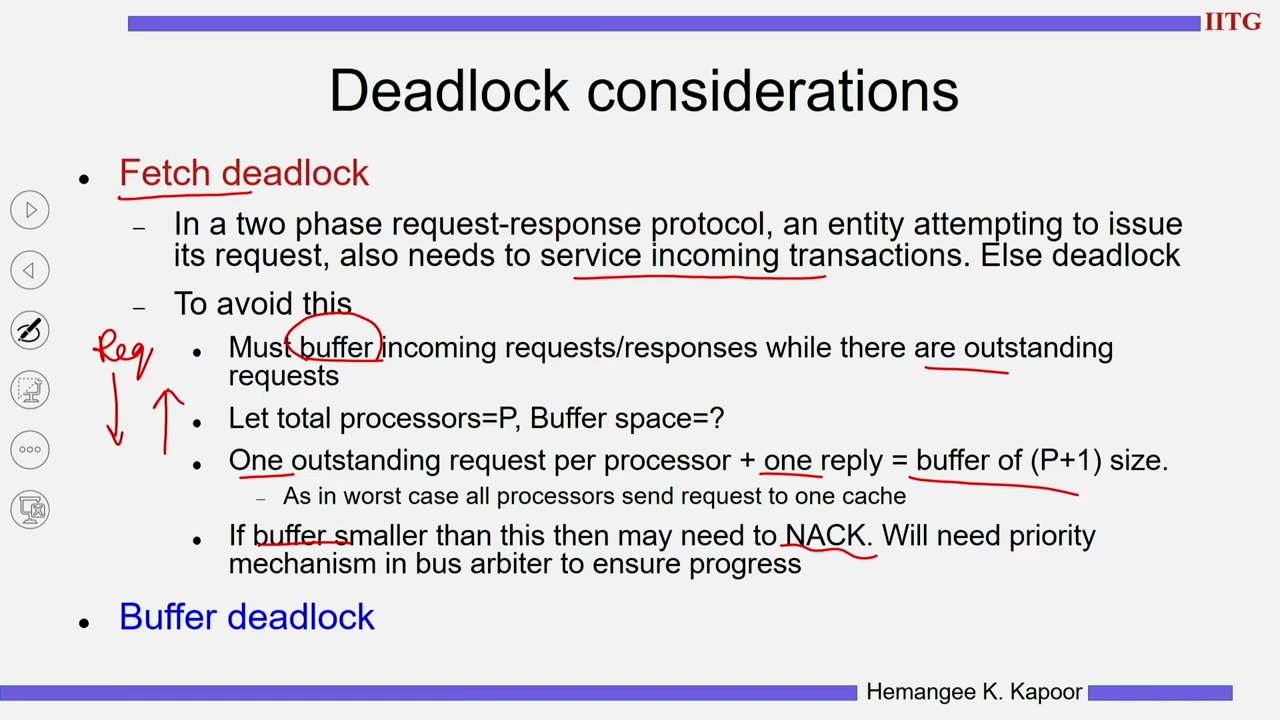 IITG
Deadlock considerations
• Fetch deadlock
– In a two phase request-response protocol, an entity attempting to issue
its request, also needs to service incoming transactions. Else deadlock
– To avoid this
Req
• Must buffer incoming requests/responses while there are outstanding
requests
• Let total processors=P, Buffer space=?
• One outstanding request per processor + one reply = buffer of (P+1) size.
– As in worst case all processors send request to one cache
• If buffer smaller than this then may need to NACK. Will need priority
mechanism in bus arbiter to ensure progress
• Buffer deadlock
Hemangee K. Kapoor